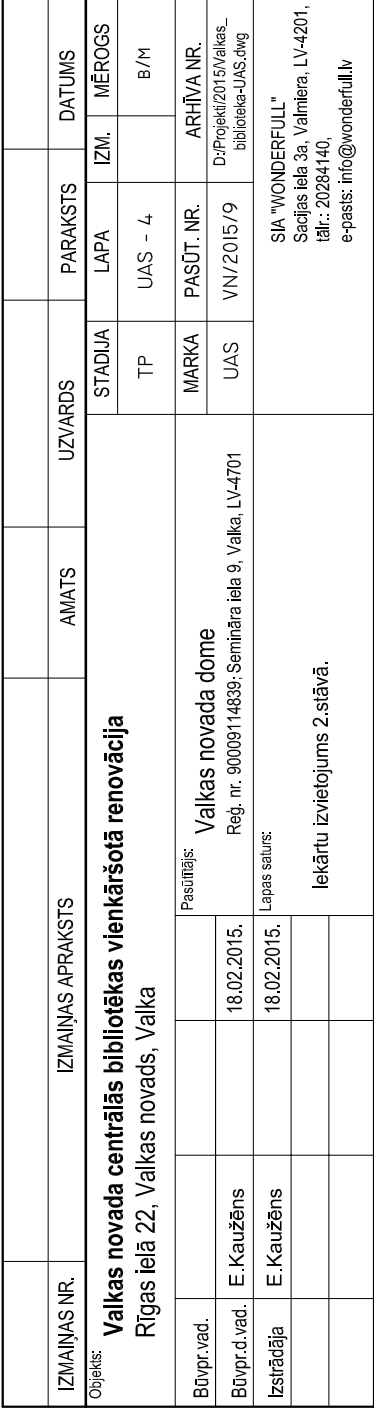 IZMAIŅAS NR. IZMAIŅAS APRAKSTS AMATS UZVARDS PARAKSTS DATUMS
Objekts: Valkas novada centrālās bibliotēkas vienkāršotā renovācija
Rīgas ielā 22, Valkas novads, Valka
STADIJA LAPA IZM. MĒROGS
TP UAS - 4 B/M
Būvpr.vad.
Pasūtītājs: Valkas novada dome
MARKA PASŪT. NR. ARHĪVA NR.
Būvpr.d.vad. E.Kaužēns 18.02.2015.
Reģ. nr. 90009114839; Semināra iela 9, Valka, LV-4701
UAS VN/2015/9 D:/Projekti/2015/Valkas_
biblioteka-UAS.dwg
Izstrādāja E.Kaužēns 18.02.2015.
Lapas saturs:
Iekārtu izvietojums 2.stāvā.
SIA "WONDERFULL"
Sacijas iela 3a, Valmiera, LV-4201,
tālr.: 20284140,
e-pasts: info@wonderfull.lv